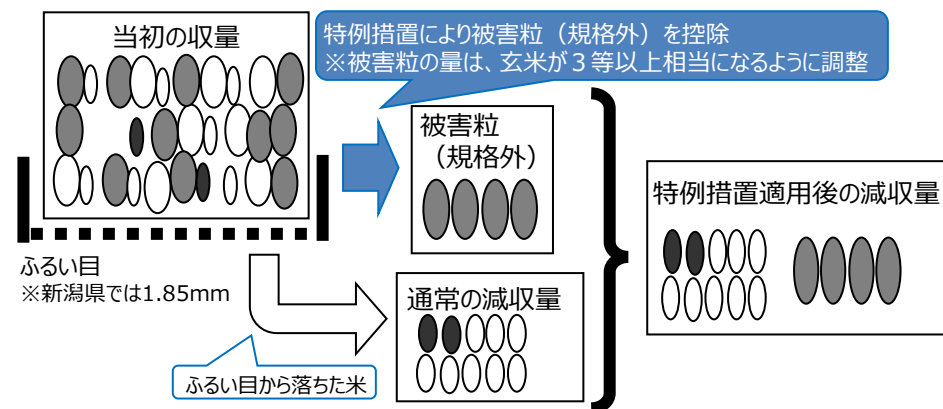 当初の収量
特例措置により被害粒（規格外）を控除
※被害粒の量は、玄米が３等以上相当になるように調整
被害粒
（規格外）
特例措置適用後の減収量
ふるい目
※新潟県では1.85mm
通常の減収量
ふるい目から落ちた米